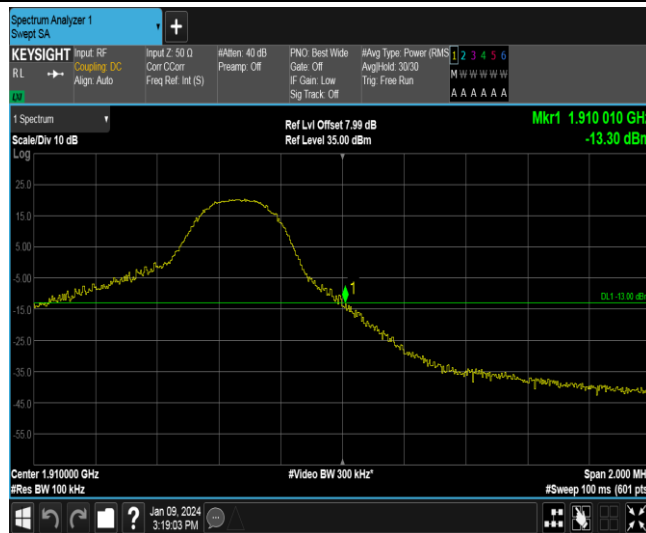 Spectrum Analyzer 1
Swept SA
+
KEYSIGHT
RL
Input: RF
Coupling: DC
Align: Auto
Input Z: 50 Ω
Corr CCorr
Freq Ref: Int (S)
#Atten: 40 dB
Preamp: Off
PNO: Best Wide
Gate: Off
IF Gain: Low
Sig Track: Off
#Avg Type: Power (RMS
Avg|Hold: 30/30
Trig: Free Run
1 2 3 4 5 6
M W W W W W
A A A A A A
1 Spectrum
Scale/Div 10 dB
Log
Ref Lvl Offset 7.99 dB
Ref Level 35.00 dBm
Mkr1 1.910 010 GHz
-13.30 dBm
25.0
15.0
5.00
-5.00
-15.0
-25.0
-35.0
-45.0
-55.0
1
DL1 -13.00 dBm
Center 1.910000 GHz
#Res BW 100 kHz
#Video BW 300 kHz*
Span 2.000 MH
#Sweep 100 ms (601 pts
?
Jan 09, 2024
3:19:03 PM